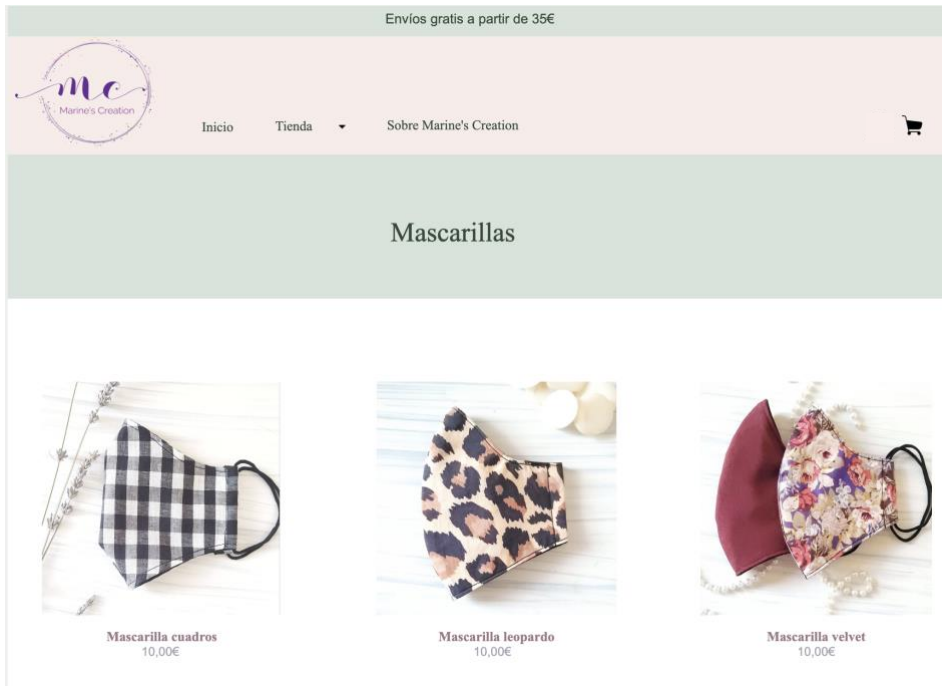 Envíos gratis a partir de 35€
mc
Marine's Creation
Inicio Tienda Sobre Marine's Creation
Mascarillas
Mascarilla cuadros
10,00€
Mascarilla leopardo
10,00€
Mascarilla velvet
10,00€